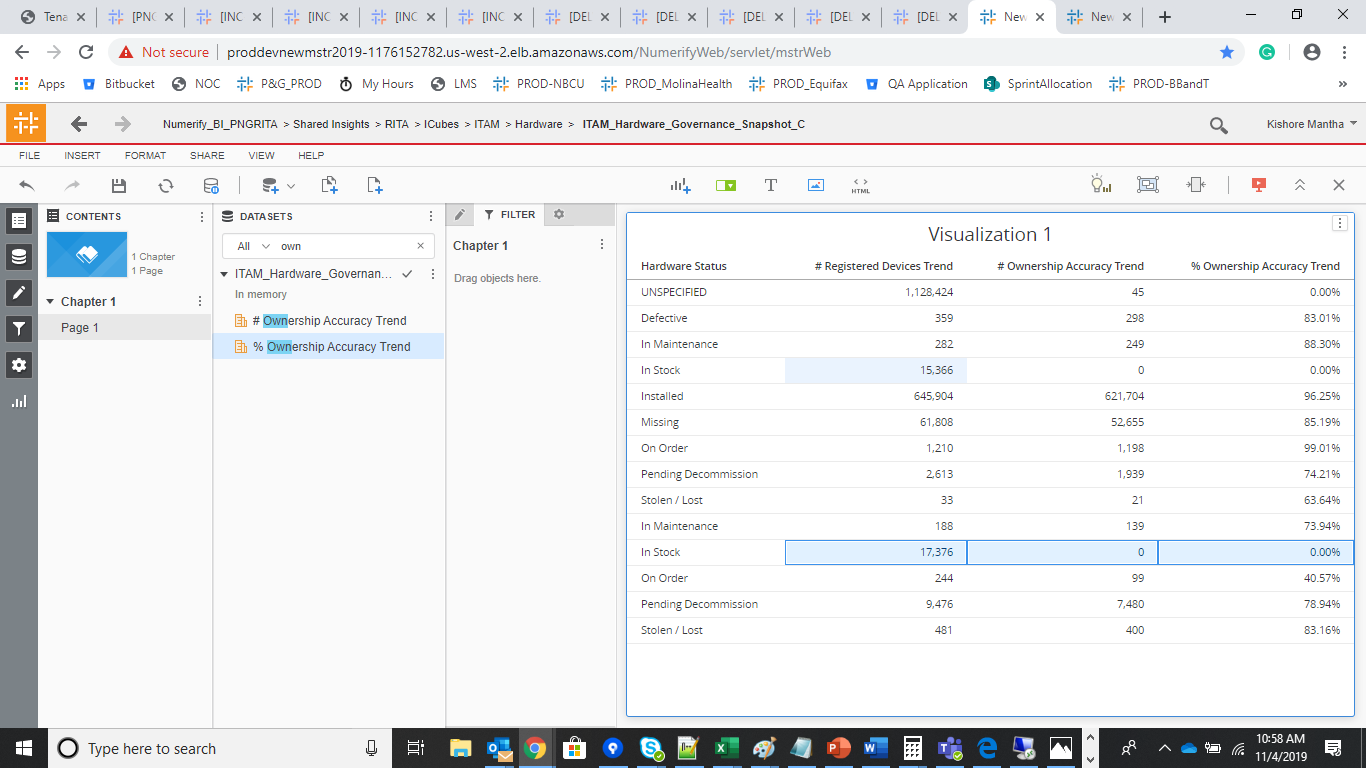 Tena [PNC [INC [INC [INC [INC [DEL [DEL [DEL [DEL [DEL New New
Not secure proddevnewmstr2019-1176152782.us-west-2.elb.amazonaws.com/NumerifyWeb/servlet/mstrWeb
Apps Bitbucket NOC P&G_PROD My Hours LMS PROD-NBCU PROD_MolinaHealth PROD_Equifax QA Application SprintAllocation PROD-BBandT »
Numerify_BI_PNGRITA > Shared Insights > RITA > ICubes > ITAM > Hardware > ITAM_Hardware_Governance_Snapshot_C Kishore Mantha
FILE INSERT FORMAT SHARE VIEW HELP
T HTML
CONTENTS DATASETS FILTER
1 Chapter
1 Page
All own
Chapter 1
Drag objects here.
Chapter 1
Page 1
ITAM_Hardware_Governan...
In memory
# Ownership Accuracy Trend
% Ownership Accuracy Trend
Visualization 1
Hardware Status # Registered Devices Trend # Ownership Accuracy Trend % Ownership Accuracy Trend
UNSPECIFIED 1,128,424 45 0.00%
Defective 359 298 83.01%
In Maintenance 282 249 88.30%
In Stock 15,366 0 0.00%
Installed 645,904 621,704 96.25%
Missing 61,808 52,655 85.19%
On Order 1,210 1,198 99.01%
Pending Decommission 2,613 1,939 74.21%
Stolen / Lost 33 21 63.64%
In Maintenance 188 139 73.94%
In Stock 17,376 0 0.00%
On Order 244 99 40.57%
Pending Decommission 9,476 7,480 78.94%
Stolen / Lost 481 400 83.16%
Type here to search
10:58 AM
11/4/2019